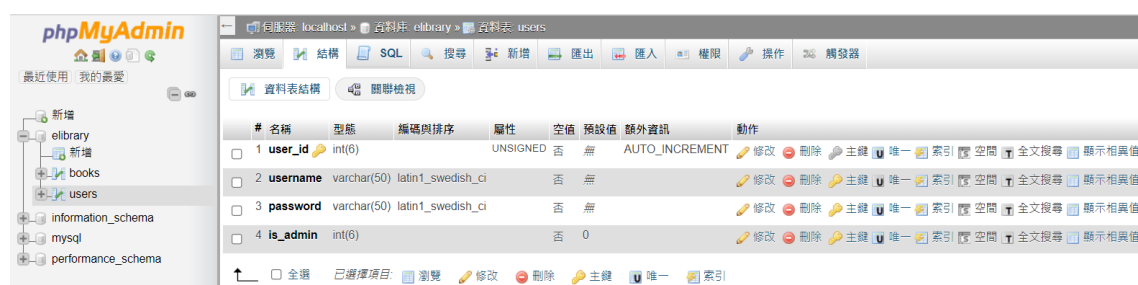 phpMyAdmin
最近使用 我的最愛
新增
elibrary
新增
books
users
information_schema
mysql
performance_schema
伺服器: localhost » 資料庫: elibrary » 資料表: users
瀏覽 結構 SQL 搜尋 新增 匯出 匯入 權限 操作 觸發器
資料表結構 關聯檢視
# 名稱 型態 編碼與排序 屬性 空值 預設值 額外資訊 動作
1 user_id int(6) UNSIGNED 否 無 AUTO_INCREMENT 修改 刪除 主鍵 唯一 索引 空間 全文搜尋 顯示相異值
2 username varchar(50) latin1_swedish_ci 否 無 修改 刪除 主鍵 唯一 索引 空間 全文搜尋 顯示相異值
3 password varchar(50) latin1_swedish_ci 否 無 修改 刪除 主鍵 唯一 索引 空間 全文搜尋 顯示相異值
4 is_admin int(6) 否 0 修改 刪除 主鍵 唯一 索引 空間 全文搜尋 顯示相異值
全選 已選擇項目: 瀏覽 修改 刪除 主鍵 唯一 索引